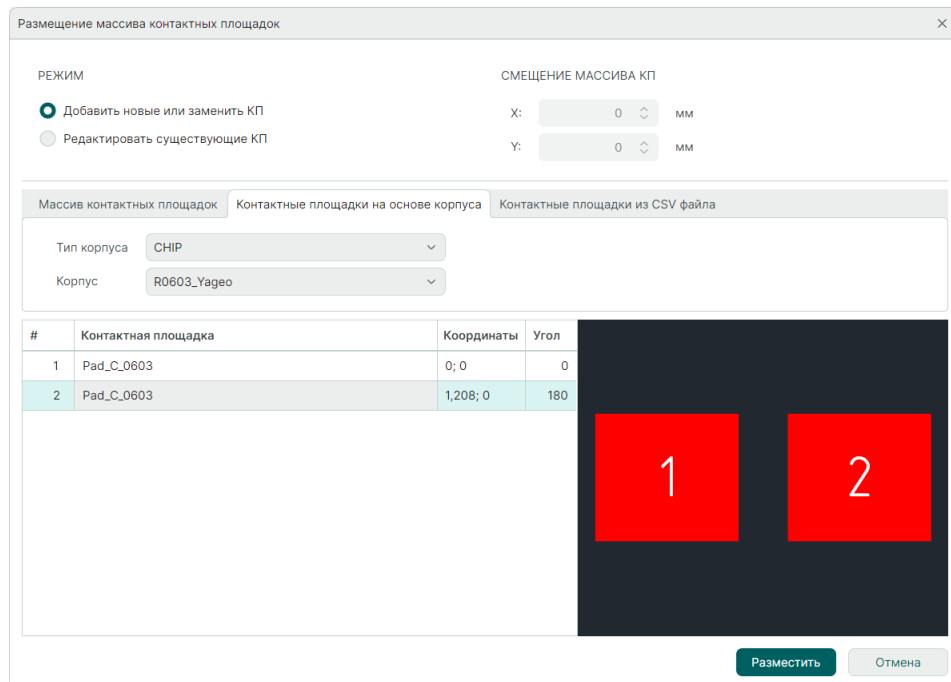 Размещение массива контактных площадок
РЕЖИМ
Добавить новые или заменить КП
Редактировать существующие КП
СМЕЩЕНИЕ МАССИВА КП
X: 0 мм
Y: 0 мм
Массив контактных площадок Контактные площадки на основе корпуса Контактные площадки из CSV файла
Тип корпуса CHIP
Корпус R0603_Yageo
# Контактная площадка Координаты Угол
1 Pad_C_0603 0; 0 0
2 Pad_C_0603 1,208; 0 180
1 2
Разместить Отмена